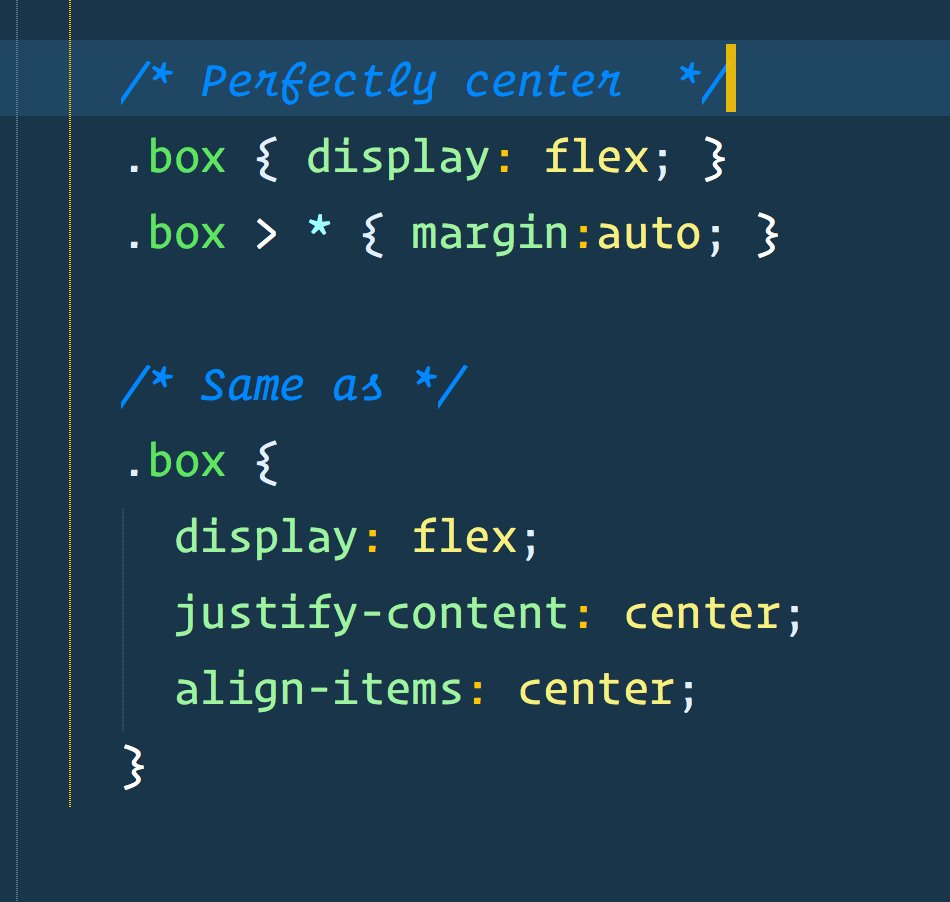 /* Perfectly center  */
.box { display: flex; }
.box > * { margin:auto; }
/* Same as */
.box {
display: flex;
justify-content: center;
align-items: center;
}